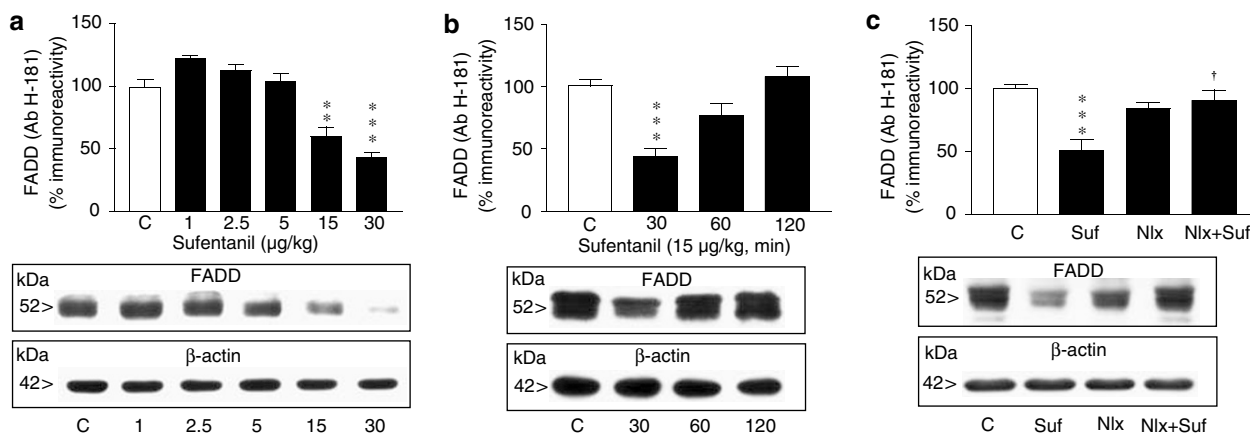 a
FADD (Ab H-181)
(% immunoreactivity)
150
100
50
0
**
***
C 1 2.5 5 15 30
Sufentanil (µg/kg)
kDa
FADD
52>
kDa
β-actin
42>
C 1 2.5 5 15 30
b
FADD (Ab H-181)
(% immunoreactivity)
150
100
50
0
***
C 30 60 120
Sufentanil (15 µg/kg, min)
kDa
FADD
52>
kDa
β-actin
42>
C 30 60 120
c
FADD (Ab H-181)
(% immunoreactivity)
150
100
50
0
***
†
C Suf Nlx Nlx+Suf
kDa
FADD
52>
kDa
β-actin
42>
C Suf Nlx Nlx+Suf